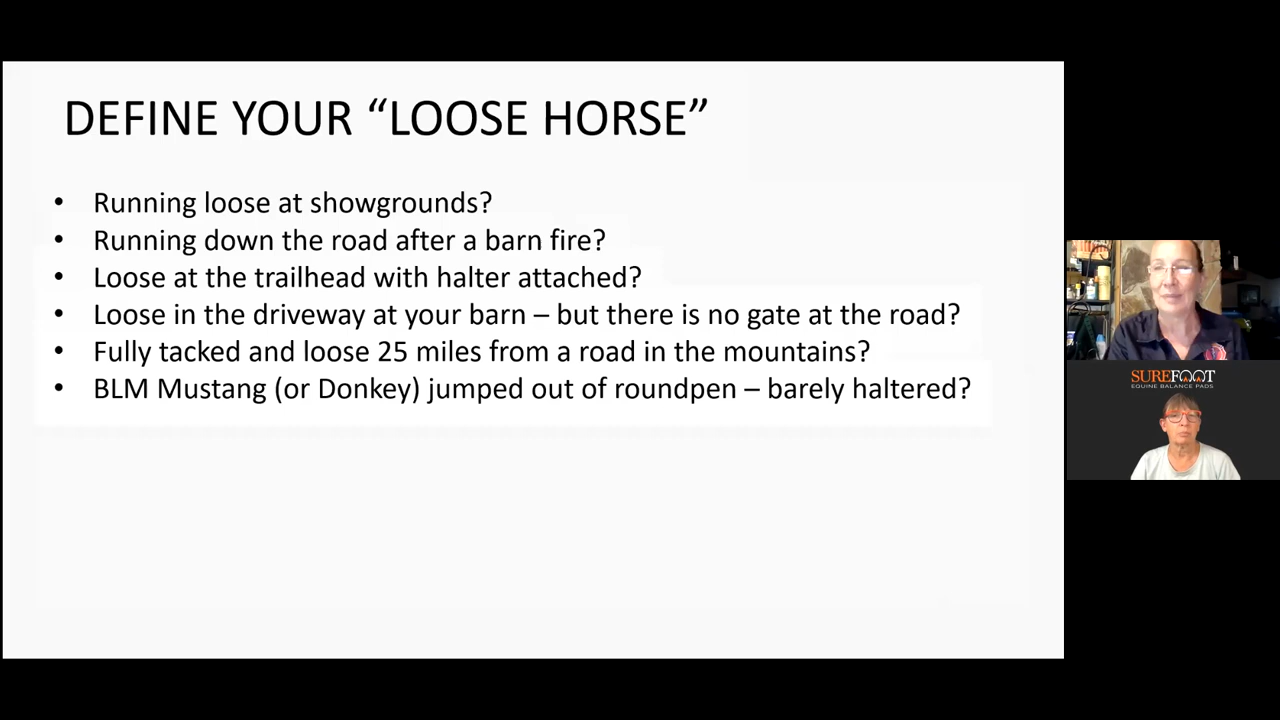 DEFINE YOUR “LOOSE HORSE”
• Running loose at showgrounds?
• Running down the road after a barn fire?
• Loose at the trailhead with halter attached?
• Loose in the driveway at your barn – but there is no gate at the road?
• Fully tacked and loose 25 miles from a road in the mountains?
• BLM Mustang (or Donkey) jumped out of roundpen – barely haltered?
SUREFOOT
EQUINE BALANCE PADS